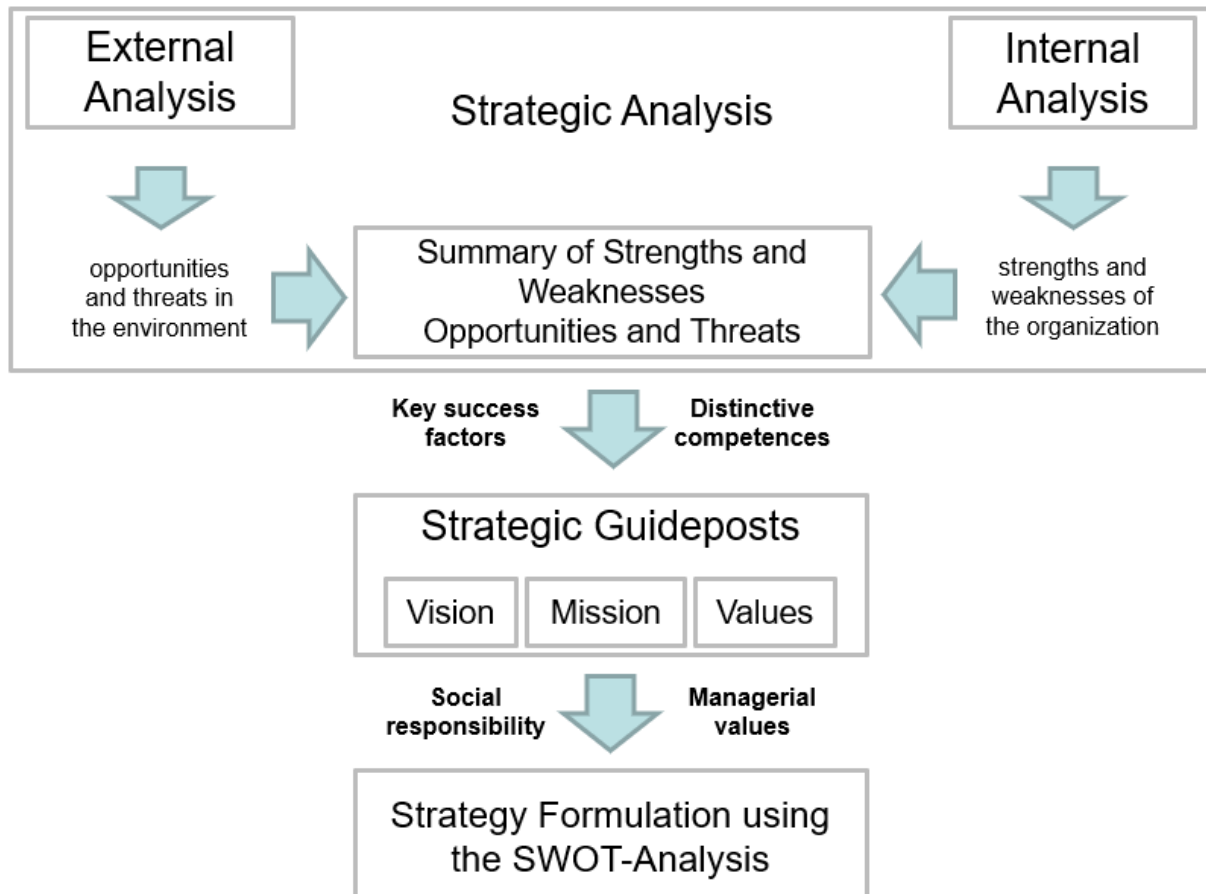 External
Analysis
Strategic Analysis
Internal
Analysis
opportunities
and threats in
the environment
Summary of Strengths and
Weaknesses
Opportunities and Threats
strengths and
weaknesses of
the organization
Key success
factors
Distinctive
competences
Strategic Guideposts
Vision
Mission
Values
Social
responsibility
Managerial
values
Strategy Formulation using
the SWOT-Analysis